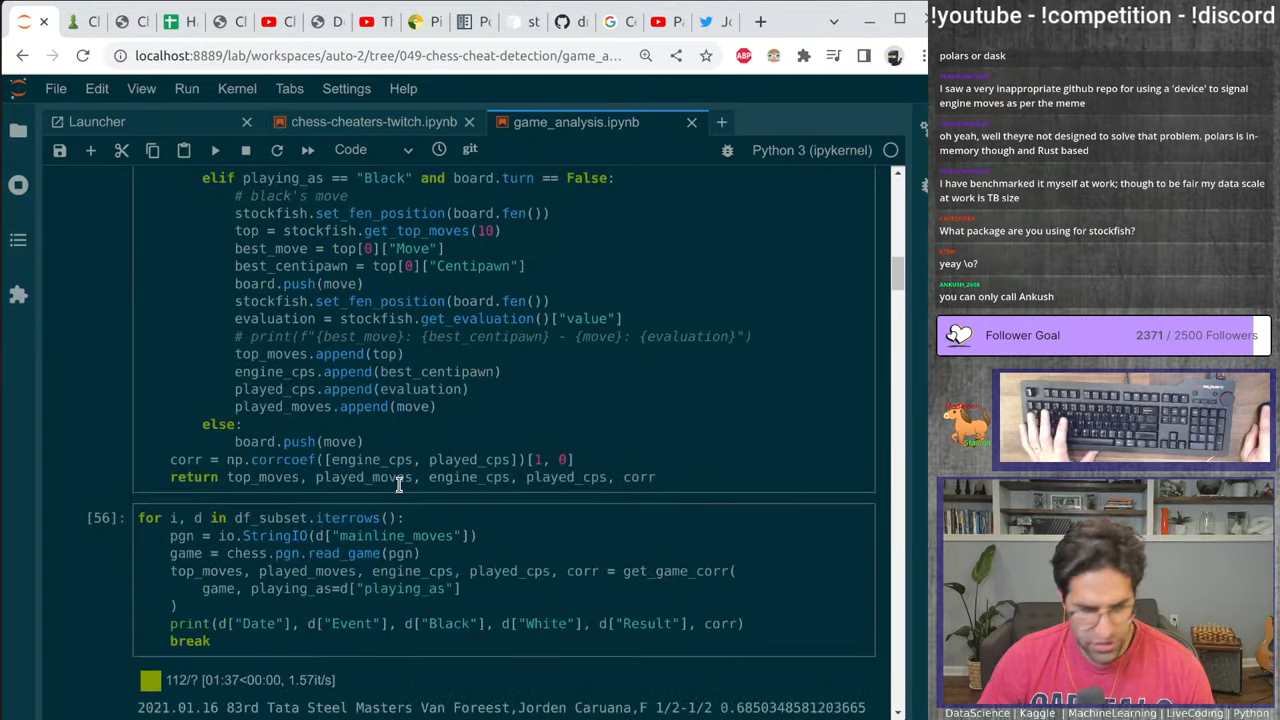 !youtube - !competition - !discord
localhost:8889/lab/workspaces/auto-2/tree/049-chess-cheat-detection/game_a...
File Edit View Run Kernel Tabs Settings Help
Launcher
chess-cheaters-twitch.ipynb
game_analysis.ipynb
Code
git
Python 3 (ipykernel)
elif playing_as == "Black" and board.turn == False:
# black's move
stockfish.set_fen_position(board.fen())
top = stockfish.get_top_moves(10)
best_move = top[0]["Move"]
best_centipawn = top[0]["Centipawn"]
board.push(move)
stockfish.set_fen_position(board.fen())
evaluation = stockfish.get_evaluation()["value"]
# print(f"{best_move}: {best_centipawn} - {move}: {evaluation}")
top_moves.append(top)
engine_cps.append(best_centipawn)
played_cps.append(evaluation)
played_moves.append(move)
else:
board.push(move)
corr = np.corrcoef([engine_cps, played_cps])[1, 0]
return top_moves, played_moves, engine_cps, played_cps, corr
[56]:
for i, d in df_subset.iterrows():
pgn = io.StringIO(d["mainline_moves"])
game = chess.pgn.read_game(pgn)
top_moves, played_moves, engine_cps, played_cps, corr = get_game_corr(
game, playing_as=d["playing_as"]
)
print(d["Date"], d["Event"], d["Black"], d["White"], d["Result"], corr)
break
112/? [01:37<00:00, 1.57it/s]
2021.01.16 83rd Tata Steel Masters Van Foreest,Jorden Caruana,F 1/2-1/2 0.6850348581203665
polars or dask
I saw a very inappropriate github repo for using a 'device' to signal
engine moves as per the meme
oh yeah, well theyre not designed to solve that problem. polars is in-
memory though and Rust based
I have benchmarked it myself at work; though to be fair my data scale
at work is TB size
What package are you using for stockfish?
yeay \o?
ANKUSH_2658
you can only call Ankush
Follower Goal
2371 / 2500 Followers
Medallion
Stallion
DataScience | Kaggle | MachineLearning | LiveCoding | Python